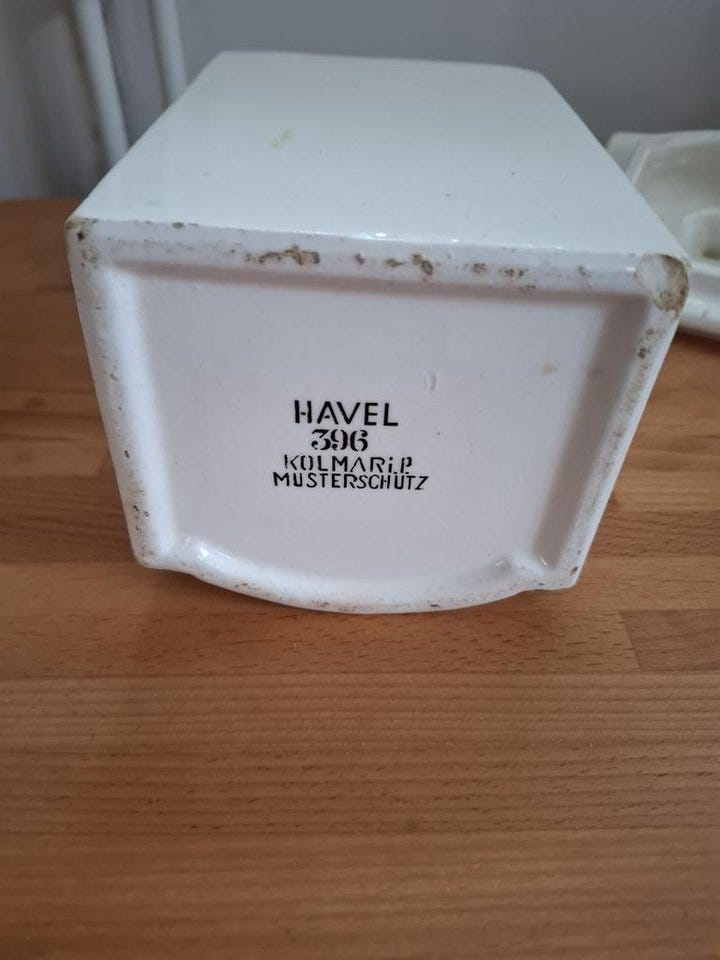 HAVEL
396
KOLMAR i.P.
MUSTERSCHUTZ